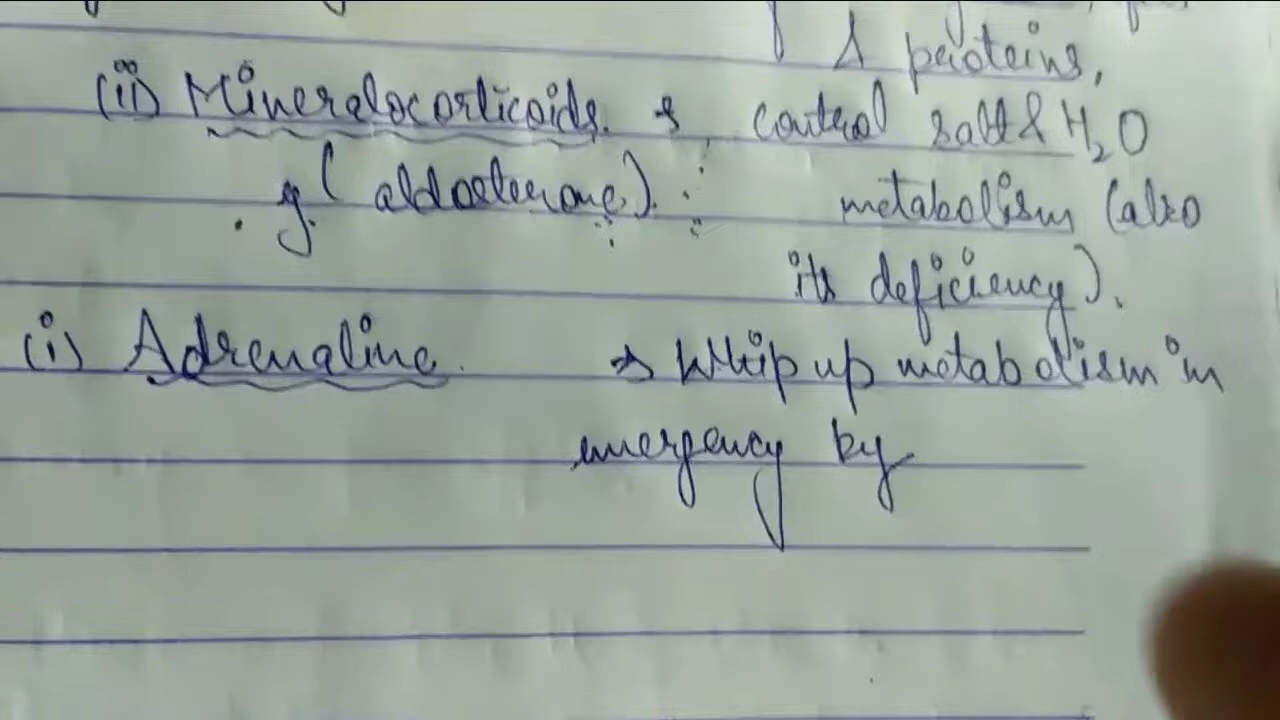 & proteins,
(ii) Mineralocorticoids. → control salt & H₂O
g.(aldosterone). metabolism (also
its deficiency).
(i) Adrenaline. → Whip up metabolism in
emergency by